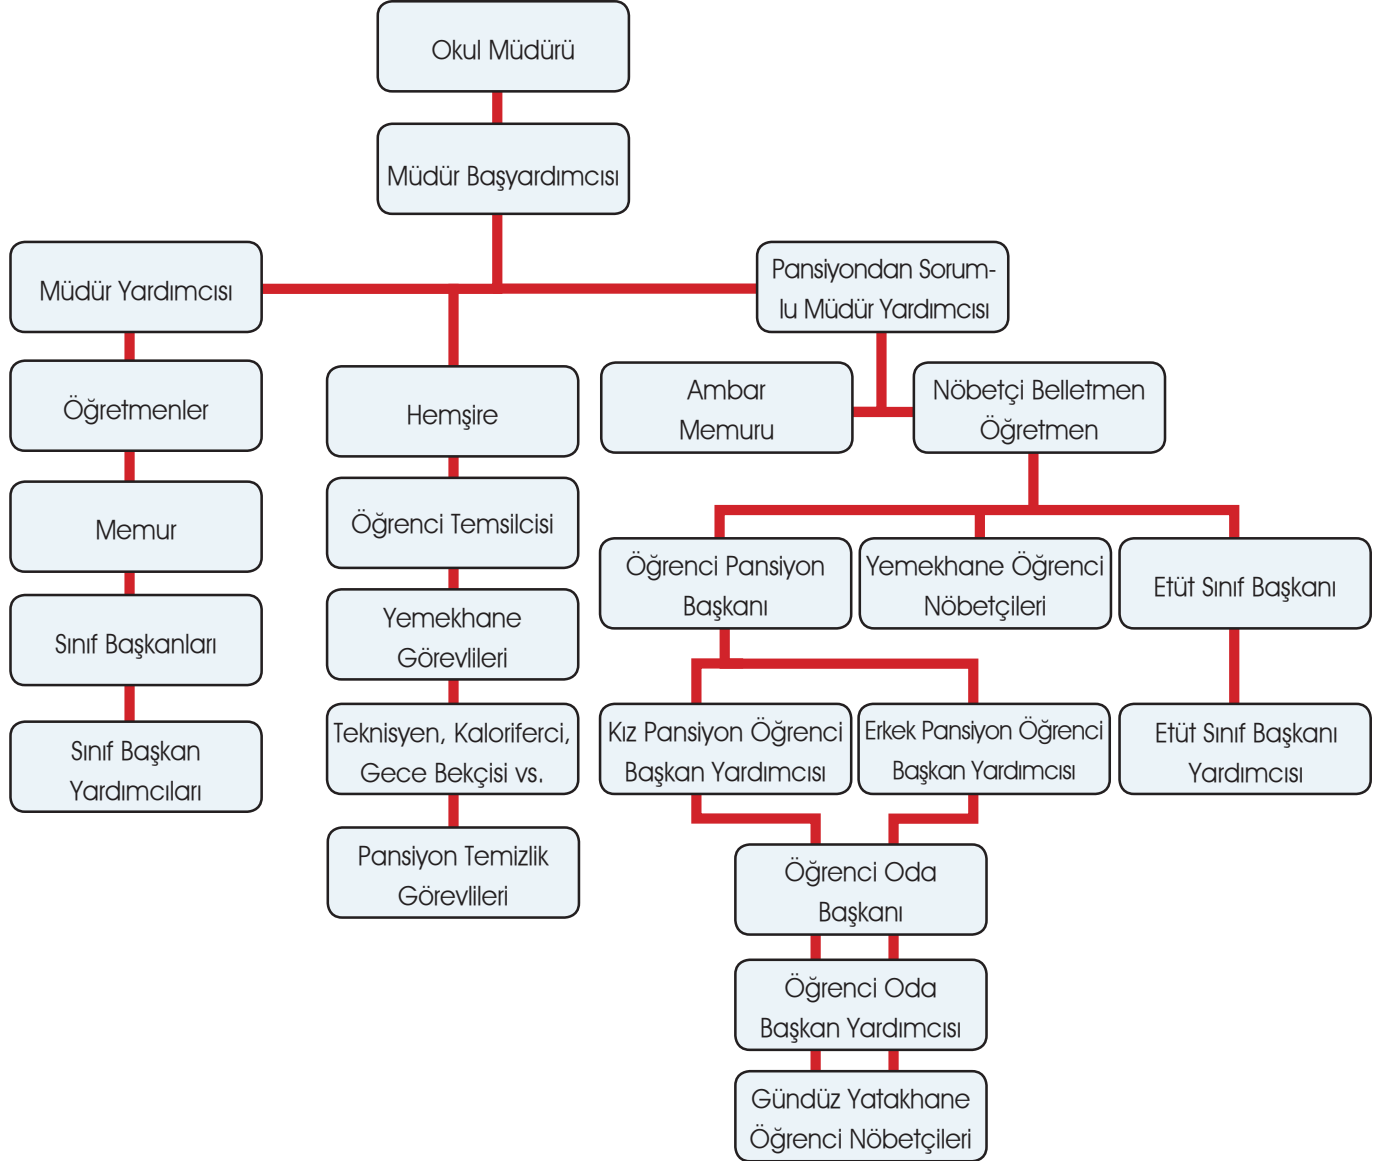 Okul Müdürü
Müdür Başyardımcısı
Müdür Yardımcısı
Pansiyondan Sorum-
lu Müdür Yardımcısı
Öğretmenler
Hemşire
Ambar
Memuru
Nöbetçi Belletmen
Öğretmen
Memur
Öğrenci Temsilcisi
Öğrenci Pansiyon
Başkanı
Yemekhane Öğrenci
Nöbetçileri
Etüt Sınıf Başkanı
Sınıf Başkanları
Yemekhane
Görevlileri
Sınıf Başkan
Yardımcıları
Teknisyen, Kaloriferci,
Gece Bekçisi vs.
Kız Pansiyon Öğrenci
Başkan Yardımcısı
Erkek Pansiyon Öğrenci
Başkan Yardımcısı
Etüt Sınıf Başkanı
Yardımcısı
Pansiyon Temizlik
Görevlileri
Öğrenci Oda
Başkanı
Öğrenci Oda
Başkan Yardımcısı
Gündüz Yatakhane
Öğrenci Nöbetçileri